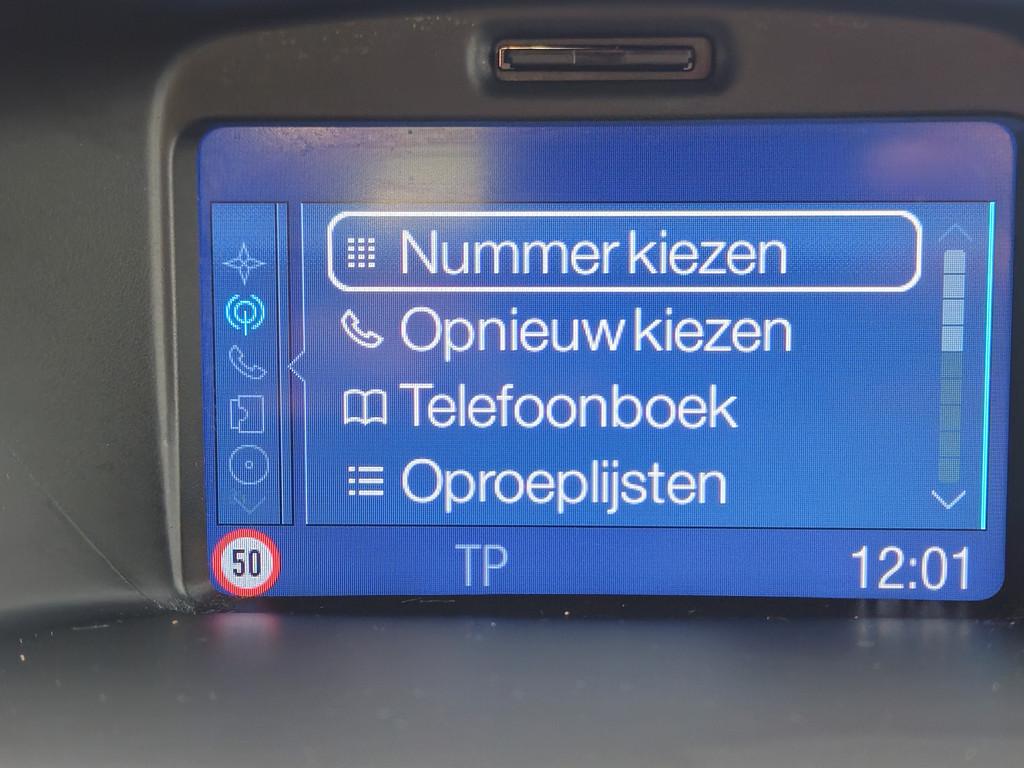 Nummer kiezen
Opnieuw kiezen
Telefoonboek
Oproeplijsten
50
TP
12:01